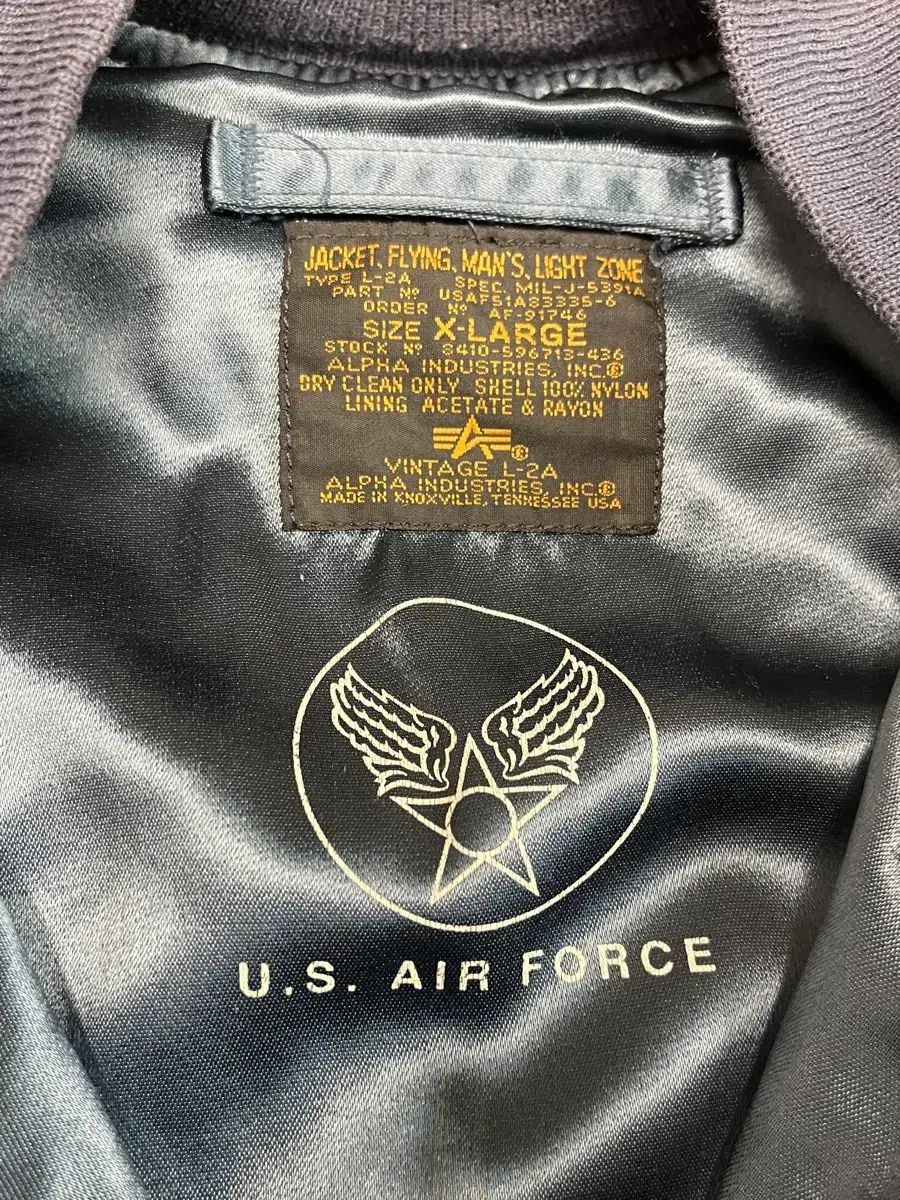 JACKET, FLYING, MAN'S, LIGHT ZONE
TYPE L-2A SPEC. MIL-J-5391A
PART Nº USAF51A83335-6
ORDER Nº AF-91746
SIZE X-LARGE
STOCK Nº 8410-596713-436
ALPHA INDUSTRIES, INC.®
DRY CLEAN ONLY SHELL 100% NYLON
LINING ACETATE & RAYON
®
VINTAGE L-2A
ALPHA INDUSTRIES, INC.®
MADE IN KNOXVILLE, TENNESSEE USA
U.S. AIR FORCE